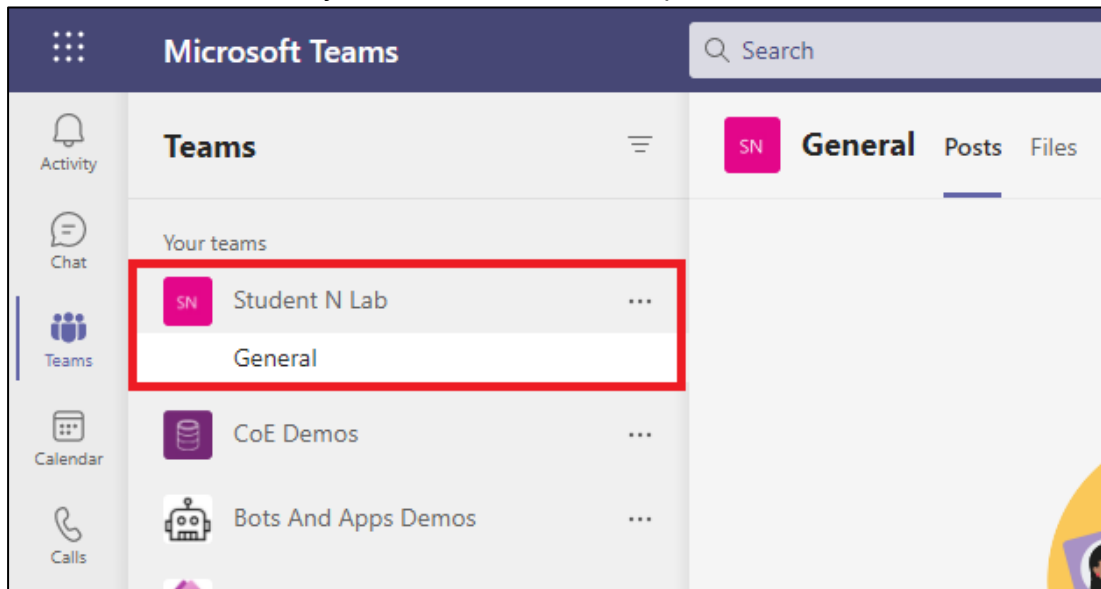 Microsoft Teams
Search
Activity
Chat
Teams
Calendar
Calls
Teams
Your teams
SN Student N Lab
General
CoE Demos
Bots And Apps Demos
SN General Posts Files